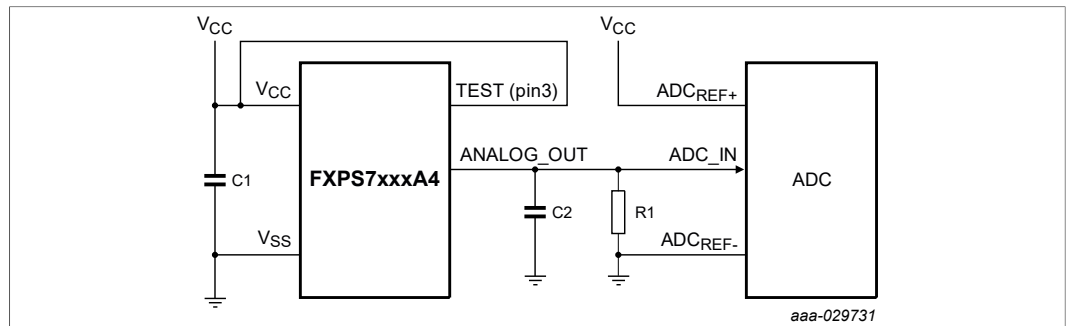 VCC
VCC
VCC
TEST (pin3)
ADCREF+
ANALOG_OUT
ADC_IN
C1
FXPS7xxxA4
ADC
C2
R1
VSS
ADCREF-
aaa-029731